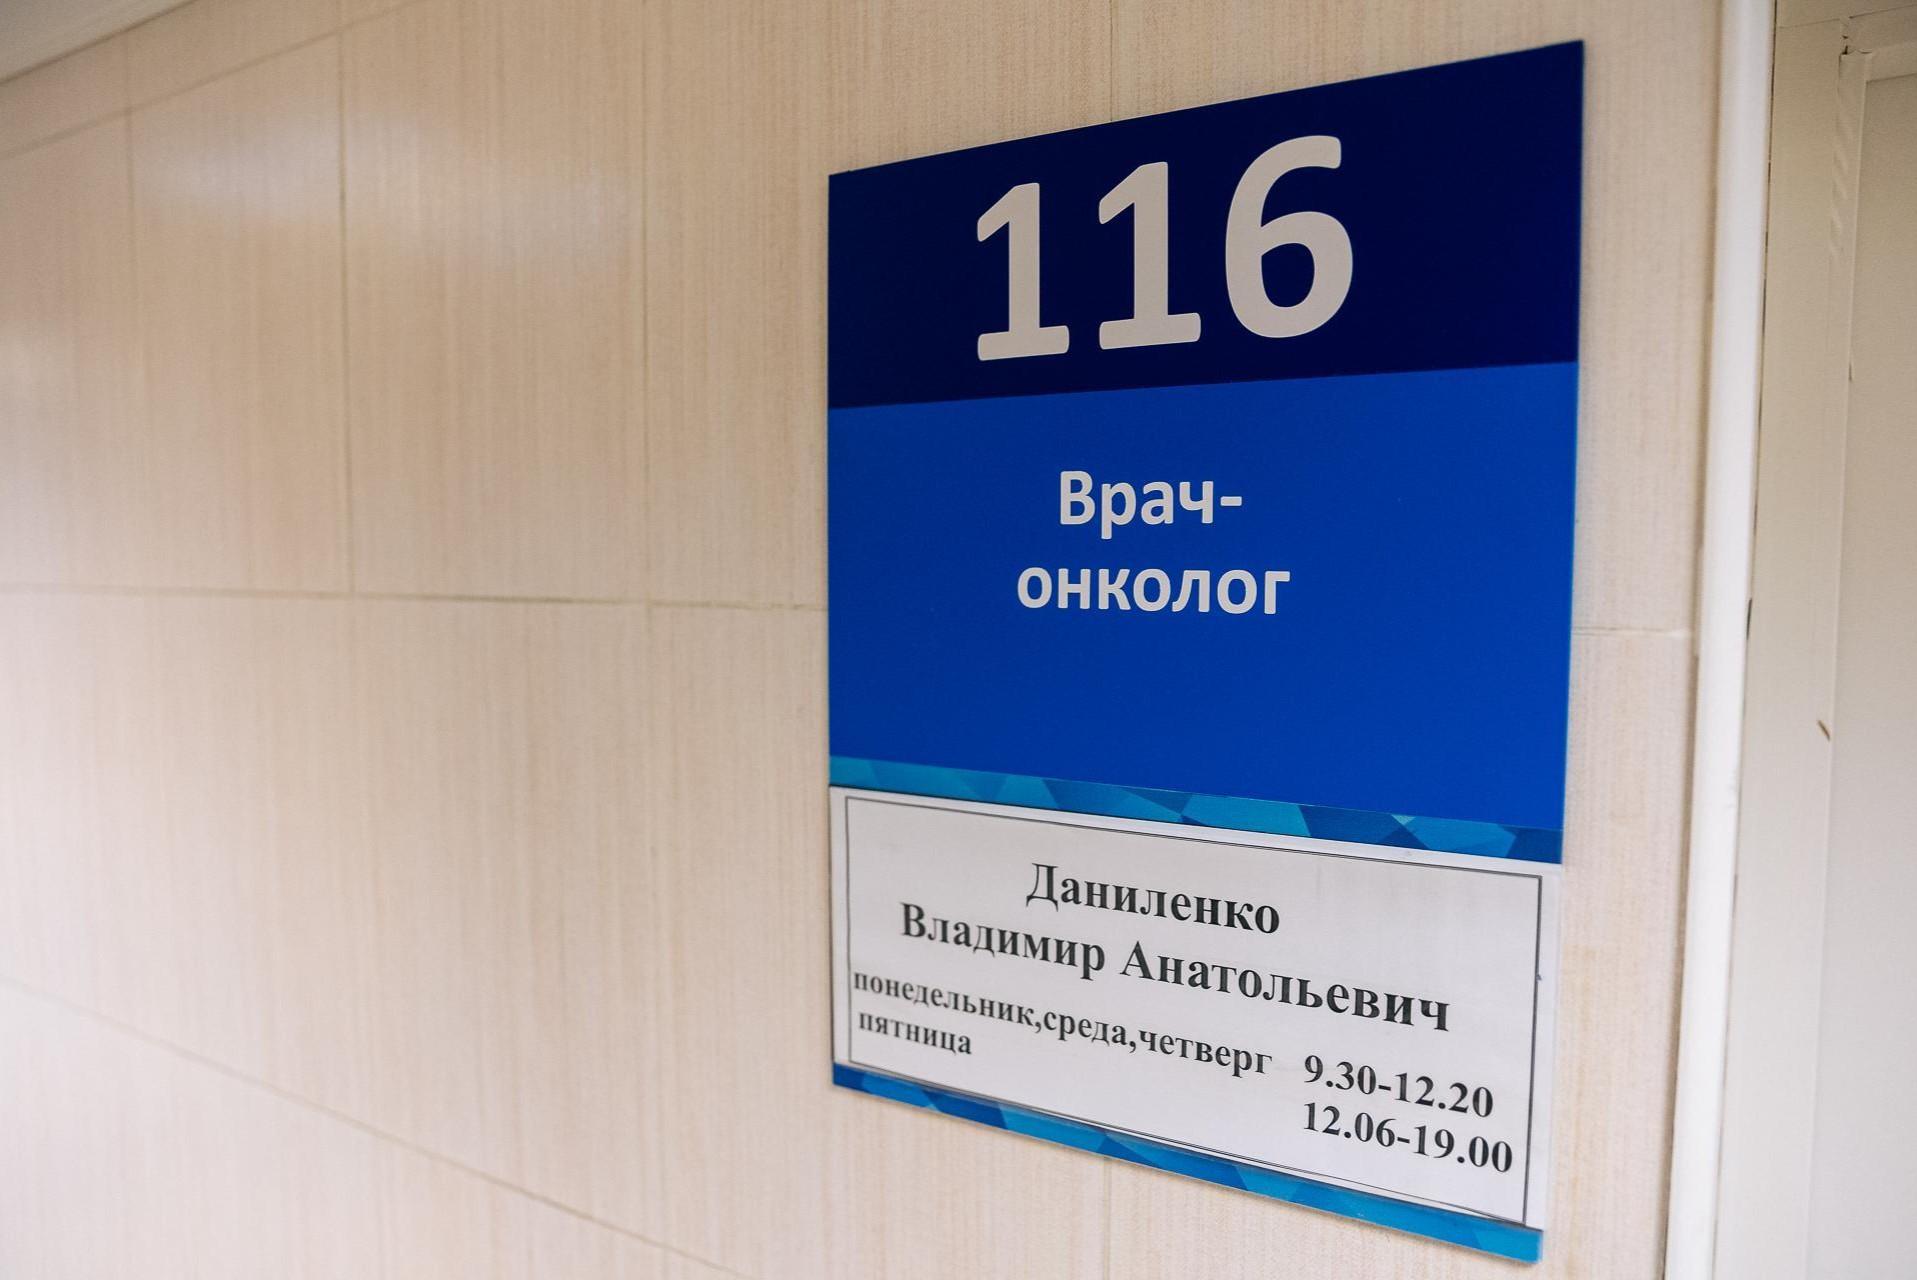 116
Врач-
онколог
Даниленко
Владимир Анатольевич
понедельник,среда,четверг 9.30-12.20
пятница 12.06-19.00